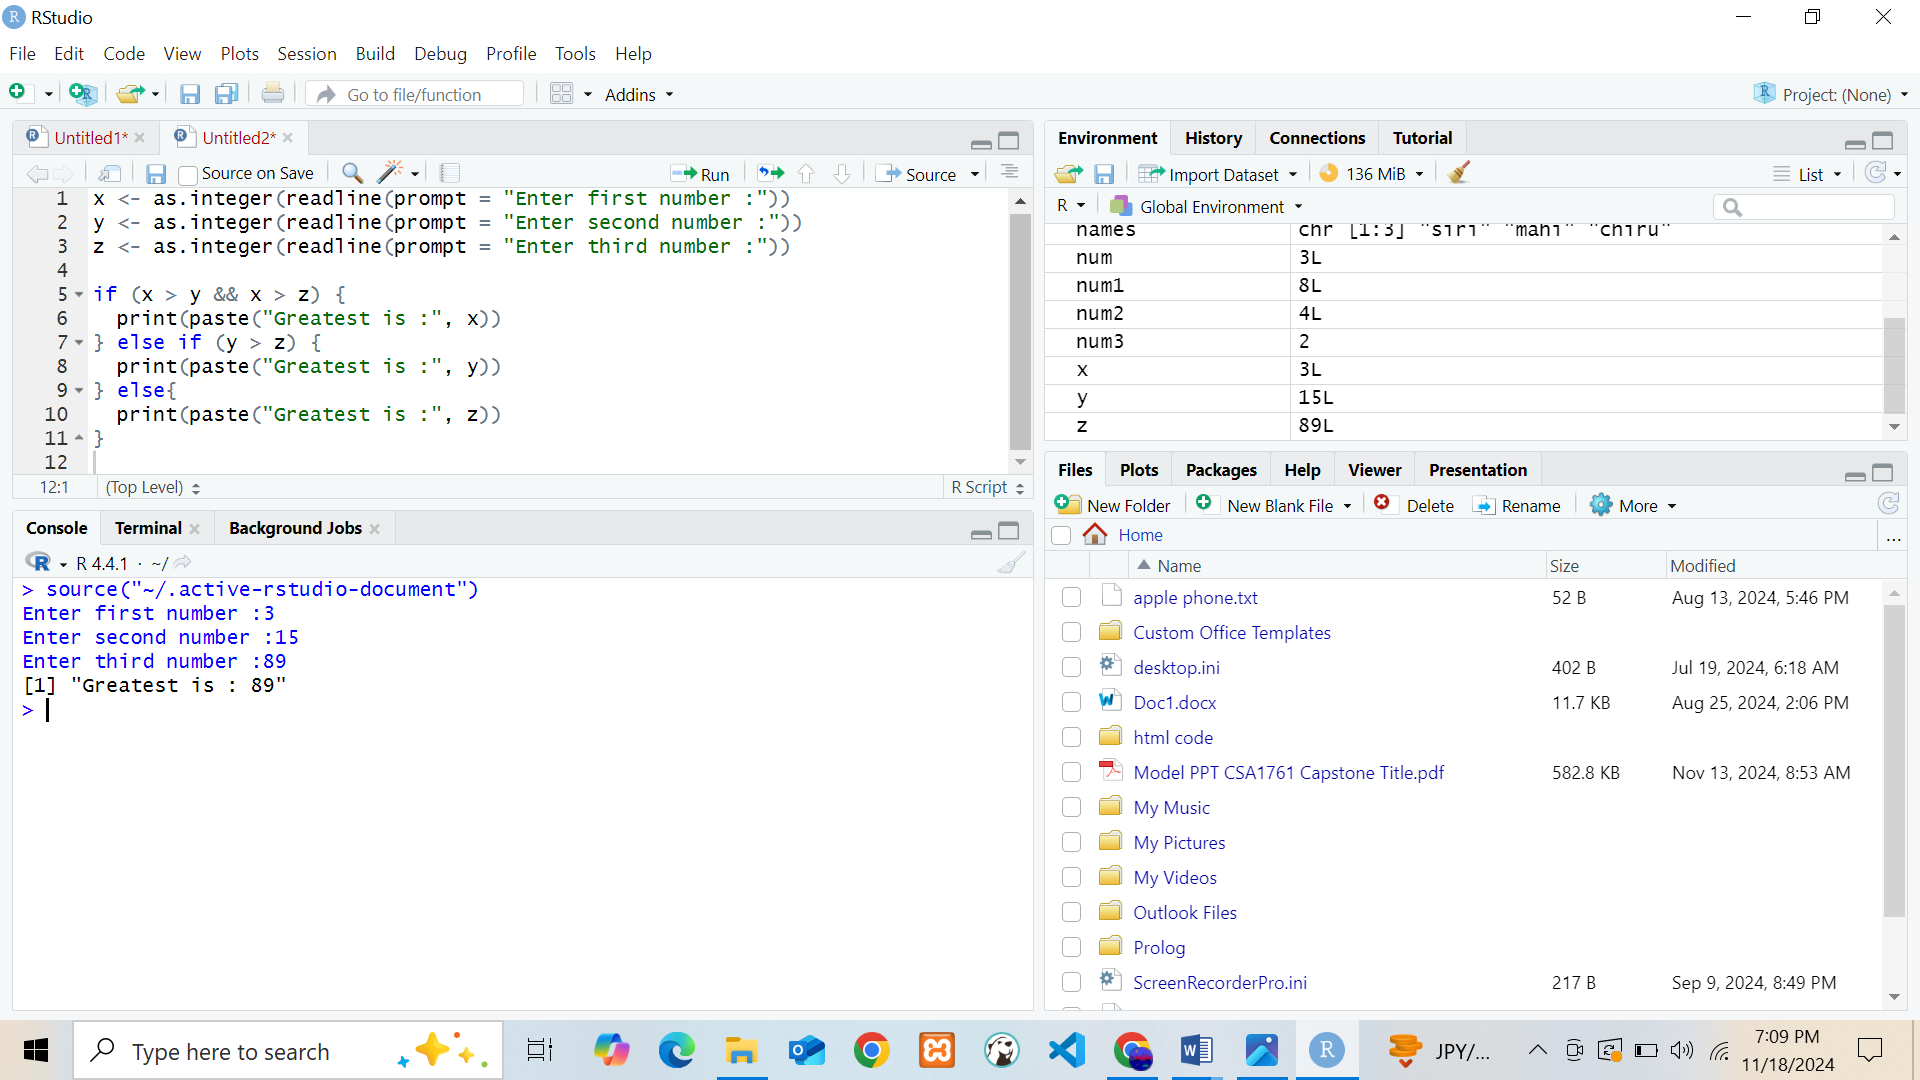 RStudio
File Edit Code View Plots Session Build Debug Profile Tools Help
Go to file/function Addins Project: (None)
Untitled1* Untitled2*
Source on Save Run Source
1 x <- as.integer(readline(prompt = "Enter first number :"))
2 y <- as.integer(readline(prompt = "Enter second number :"))
3 z <- as.integer(readline(prompt = "Enter third number :"))
4
5 if (x > y && x > z) {
6 print(paste("Greatest is :", x))
7 } else if (y > z) {
8 print(paste("Greatest is :", y))
9 } else{
10 print(paste("Greatest is :", z))
11 }
12
12:1 (Top Level) R Script
Console Terminal Background Jobs
R 4.4.1 · ~/
> source("~/.active-rstudio-document")
Enter first number :3
Enter second number :15
Enter third number :89
[1] "Greatest is : 89"
>
Environment History Connections Tutorial
Import Dataset 136 MiB List
R Global Environment
names chr [1:3] "siri" "mahi" "chiru"
num 3L
num1 8L
num2 4L
num3 2
x 3L
y 15L
z 89L
Files Plots Packages Help Viewer Presentation
New Folder New Blank File Delete Rename More
Home ...
Name Size Modified
apple phone.txt 52 B Aug 13, 2024, 5:46 PM
Custom Office Templates
desktop.ini 402 B Jul 19, 2024, 6:18 AM
Doc1.docx 11.7 KB Aug 25, 2024, 2:06 PM
html code
Model PPT CSA1761 Capstone Title.pdf 582.8 KB Nov 13, 2024, 8:53 AM
My Music
My Pictures
My Videos
Outlook Files
Prolog
ScreenRecorderPro.ini 217 B Sep 9, 2024, 8:49 PM
Type here to search JPY/... 7:09 PM
11/18/2024